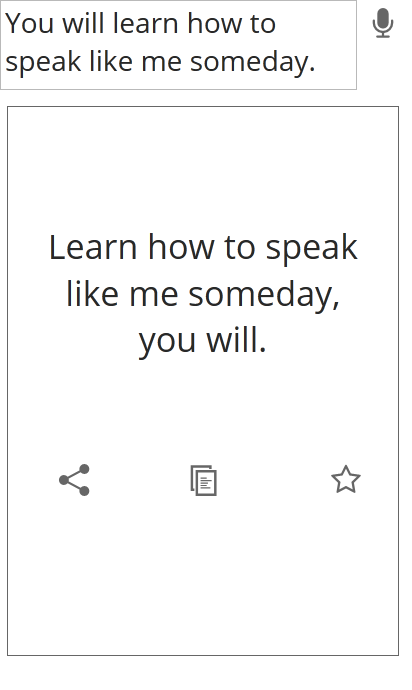 You will learn how to
speak like me someday.
Learn how to speak
like me someday,
you will.